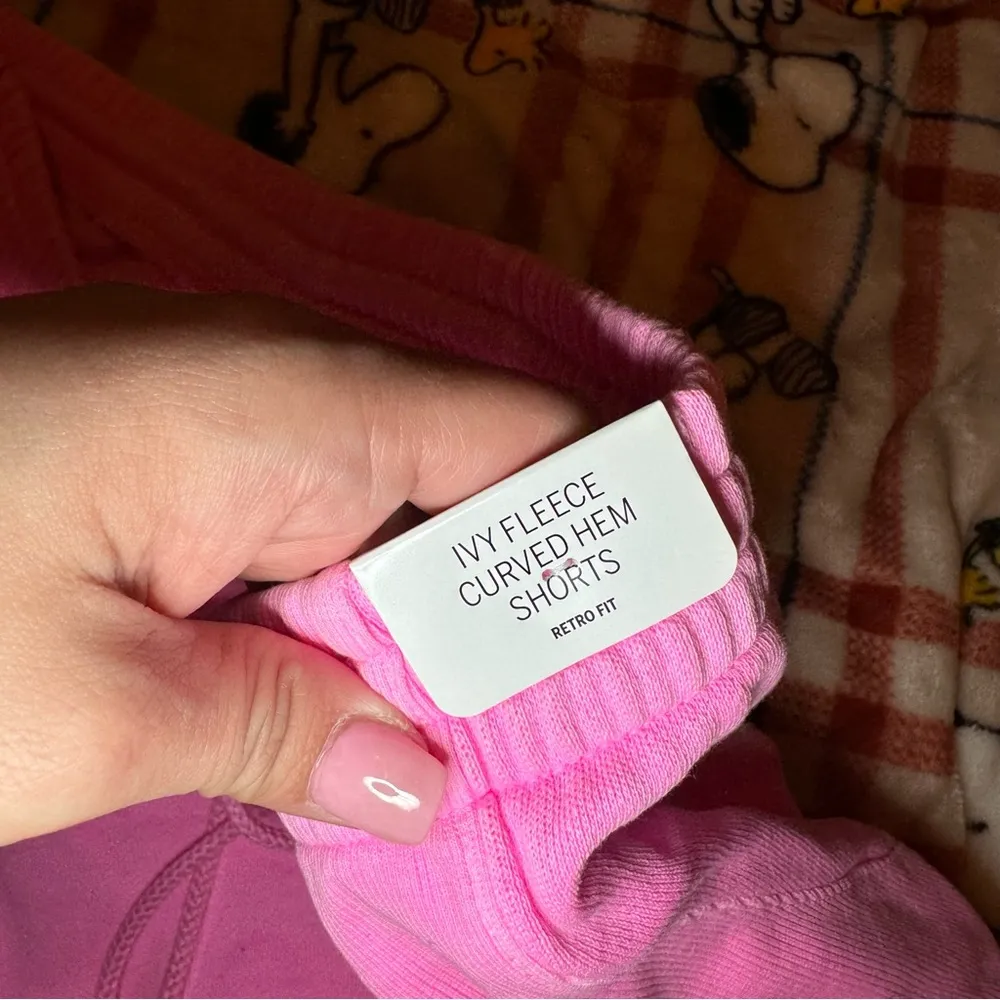 IVY FLEECE
CURVED HEM
SHORTS
RETRO FIT